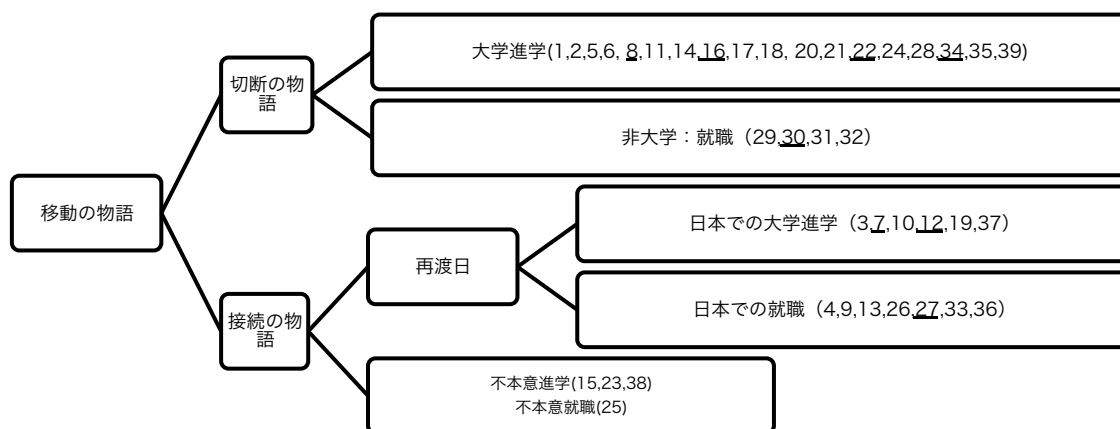 大学進学(1,2,5,6, 8,11,14,16,17,18, 20,21,22,24,28,34,35,39)
切断の物
語
非大学：就職（29,30,31,32）
移動の物語
日本での大学進学（3,7,10,12,19,37）
再渡日
日本での就職（4,9,13,26,27,33,36）
接続の物
語
不本意進学(15,23,38)
不本意就職(25)